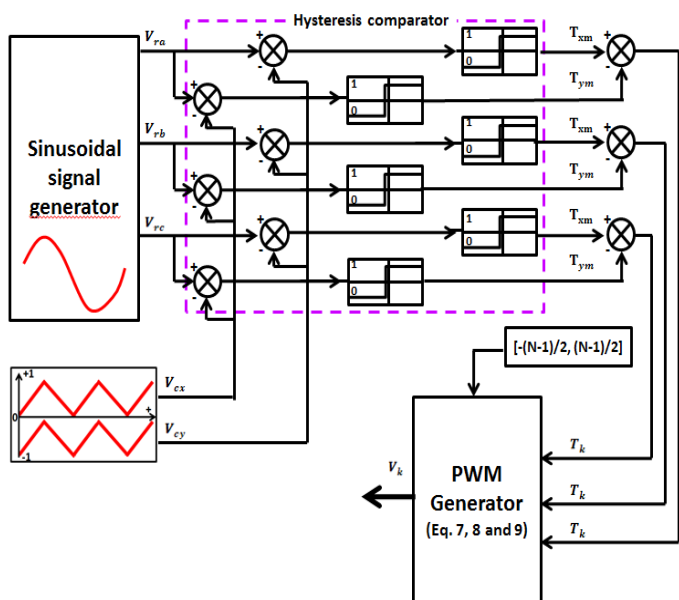 Hysteresis comparator
Sinusoidal
signal
generator
V_ra
V_rb
V_rc
+
-
+
-
1
0
1
0
T_xm
T_ym
+
-
+
-
+
-
1
0
1
0
T_xm
T_ym
+
-
+
-
+
-
1
0
1
0
T_xm
T_ym
+
-
+1
0
-1
+
V_cx
V_cy
[-(N-1)/2, (N-1)/2]
PWM
Generator
(Eq. 7, 8 and 9)
V_k
T_k
T_k
T_k